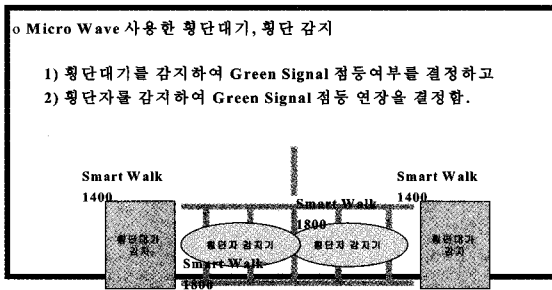 o Micro Wave 사용한 횡단대기, 횡단 감지
1) 횡단대기를 감지하여 Green Signal 점등여부를 결정하고
2) 횡단자를 감지하여 Green Signal 점등 연장을 결정함.
Smart Walk
1400
Smart Walk
1400
Smart Walk
1800
횡단대기
감지
횡단자 감지기
횡단자 감지기
횡단대기
감지
Smart Walk
1800